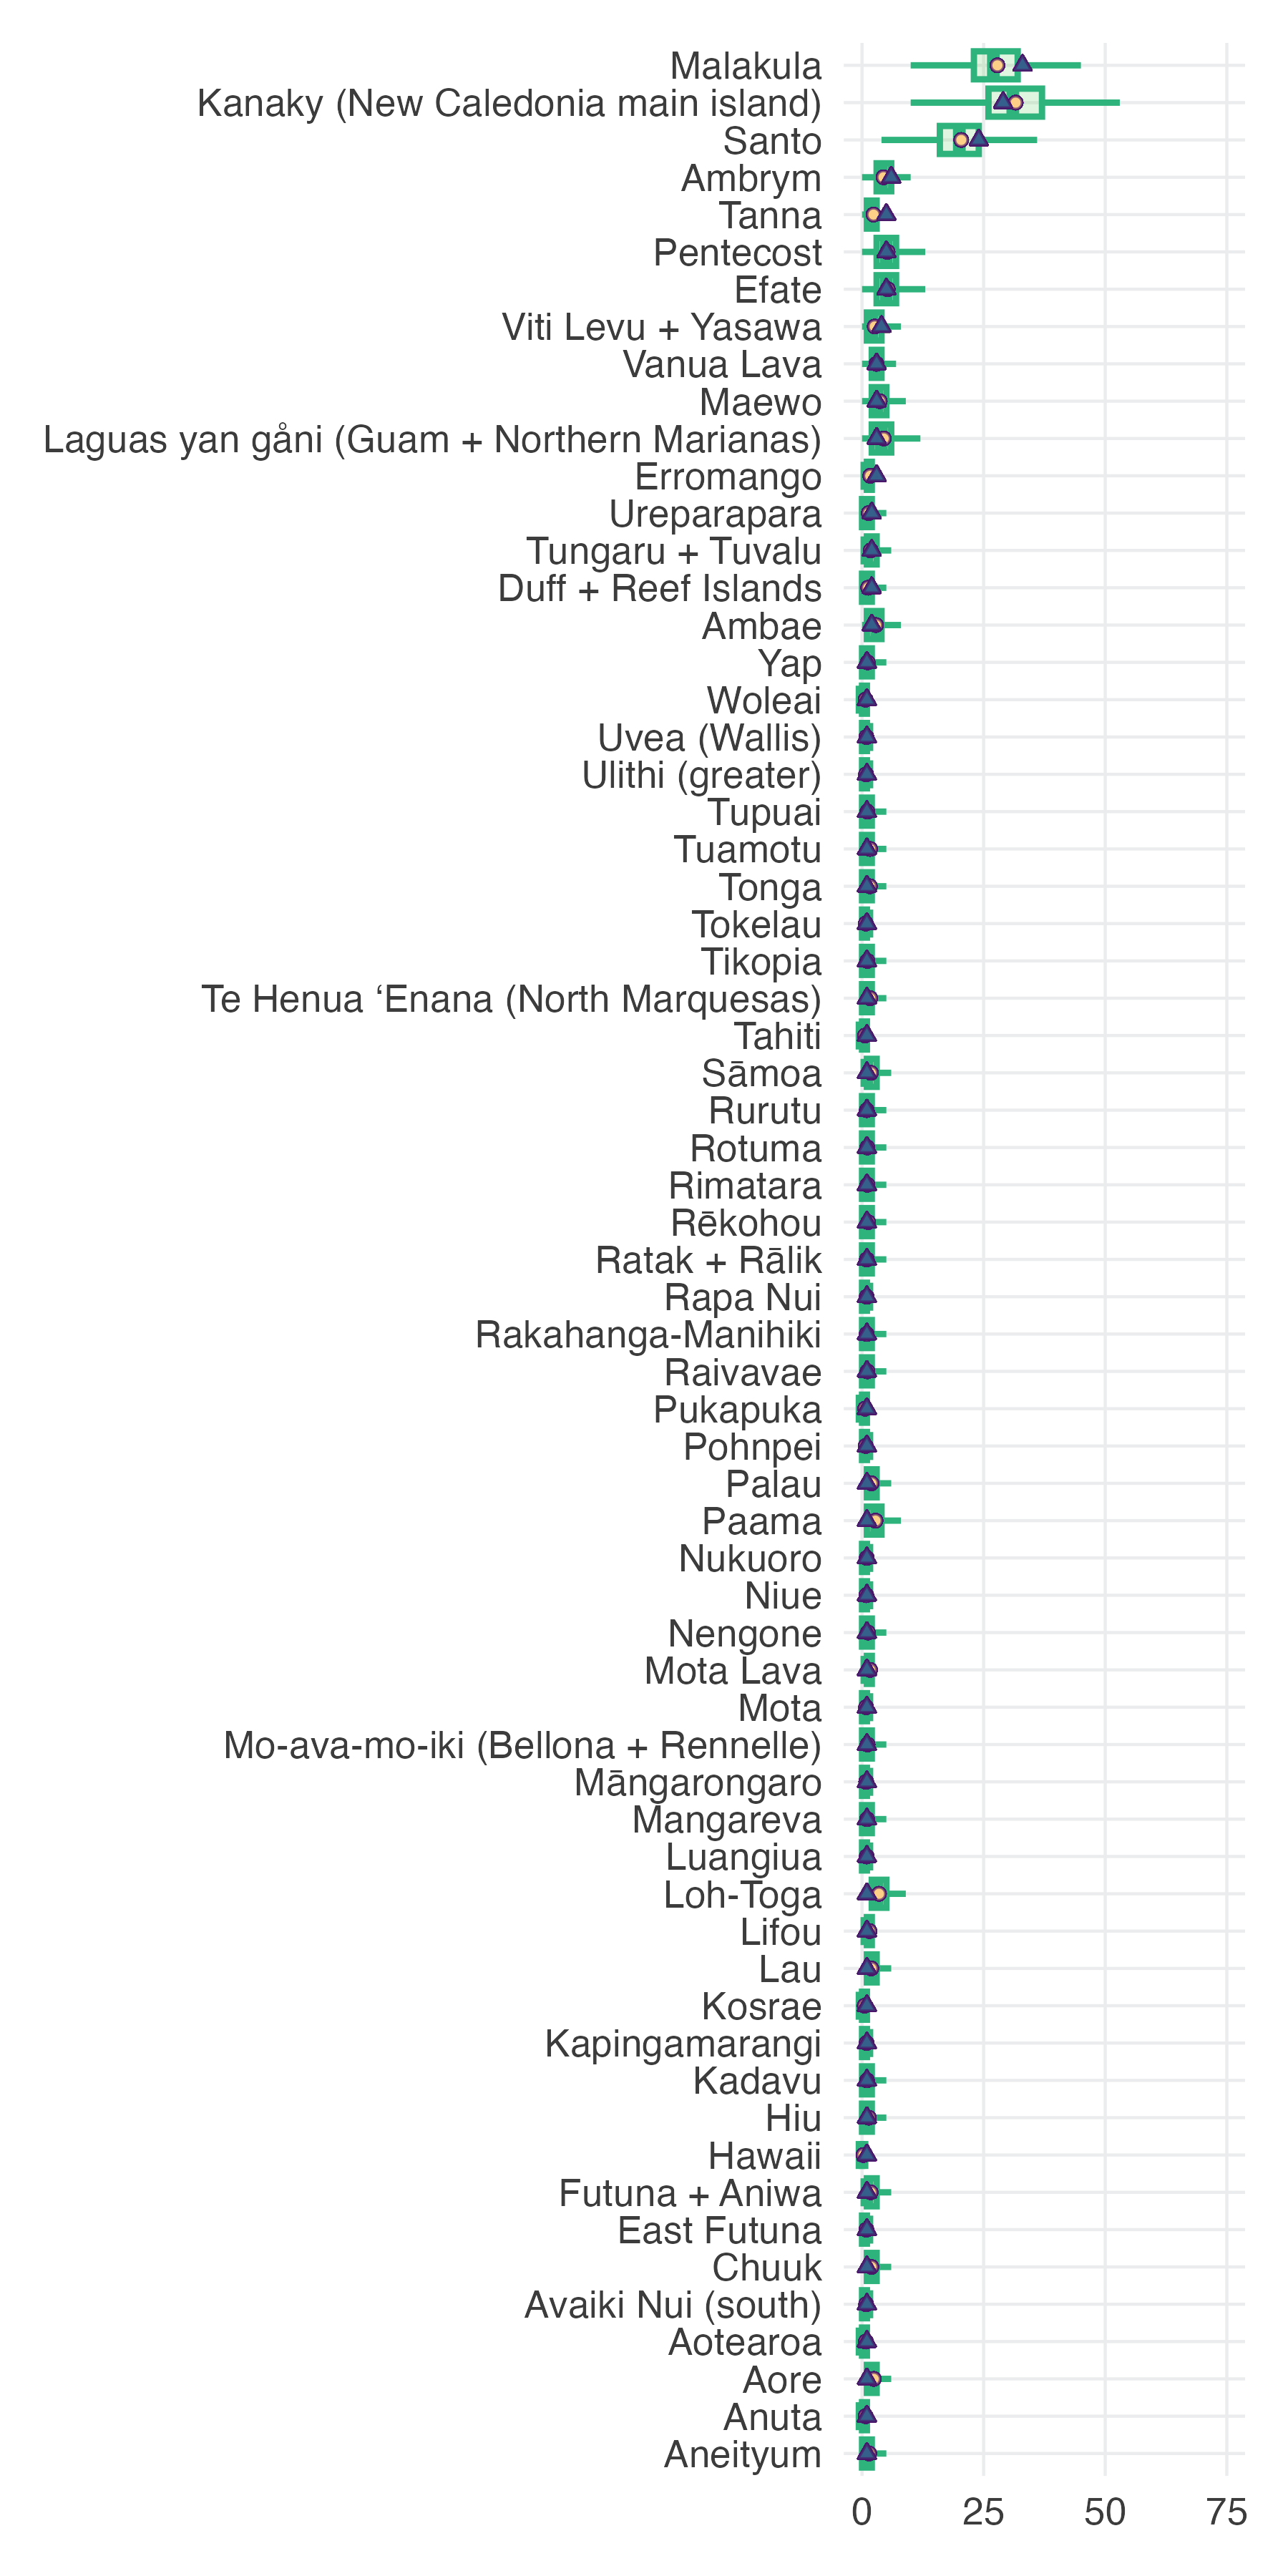 Malakula
Kanaky (New Caledonia main island)
Santo
Ambrym
Tanna
Pentecost
Efate
Viti Levu + Yasawa
Vanua Lava
Maewo
Laguas yan gåni (Guam + Northern Marianas)
Erromango
Ureparapara
Tungaru + Tuvalu
Duff + Reef Islands
Ambae
Yap
Woleai
Uvea (Wallis)
Ulithi (greater)
Tupuai
Tuamotu
Tonga
Tokelau
Tikopia
Te Henua ‘Enana (North Marquesas)
Tahiti
Sāmoa
Rurutu
Rotuma
Rimatara
Rēkohou
Ratak + Rālik
Rapa Nui
Rakahanga-Manihiki
Raivavae
Pukapuka
Pohnpei
Palau
Paama
Nukuoro
Niue
Nengone
Mota Lava
Mota
Mo-ava-mo-iki (Bellona + Rennelle)
Māngarongaro
Mangareva
Luangiua
Loh-Toga
Lifou
Lau
Kosrae
Kapingamarangi
Kadavu
Hiu
Hawaii
Futuna + Aniwa
East Futuna
Chuuk
Avaiki Nui (south)
Aotearoa
Aore
Anuta
Aneityum
0 25 50 75